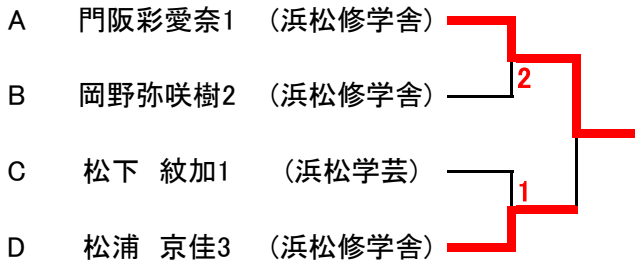 A 門阪彩愛奈1 (浜松修学舎)
2
B 岡野弥咲樹2 (浜松修学舎)
C 松下 紋加1 (浜松学芸)
1
D 松浦 京佳3 (浜松修学舎)